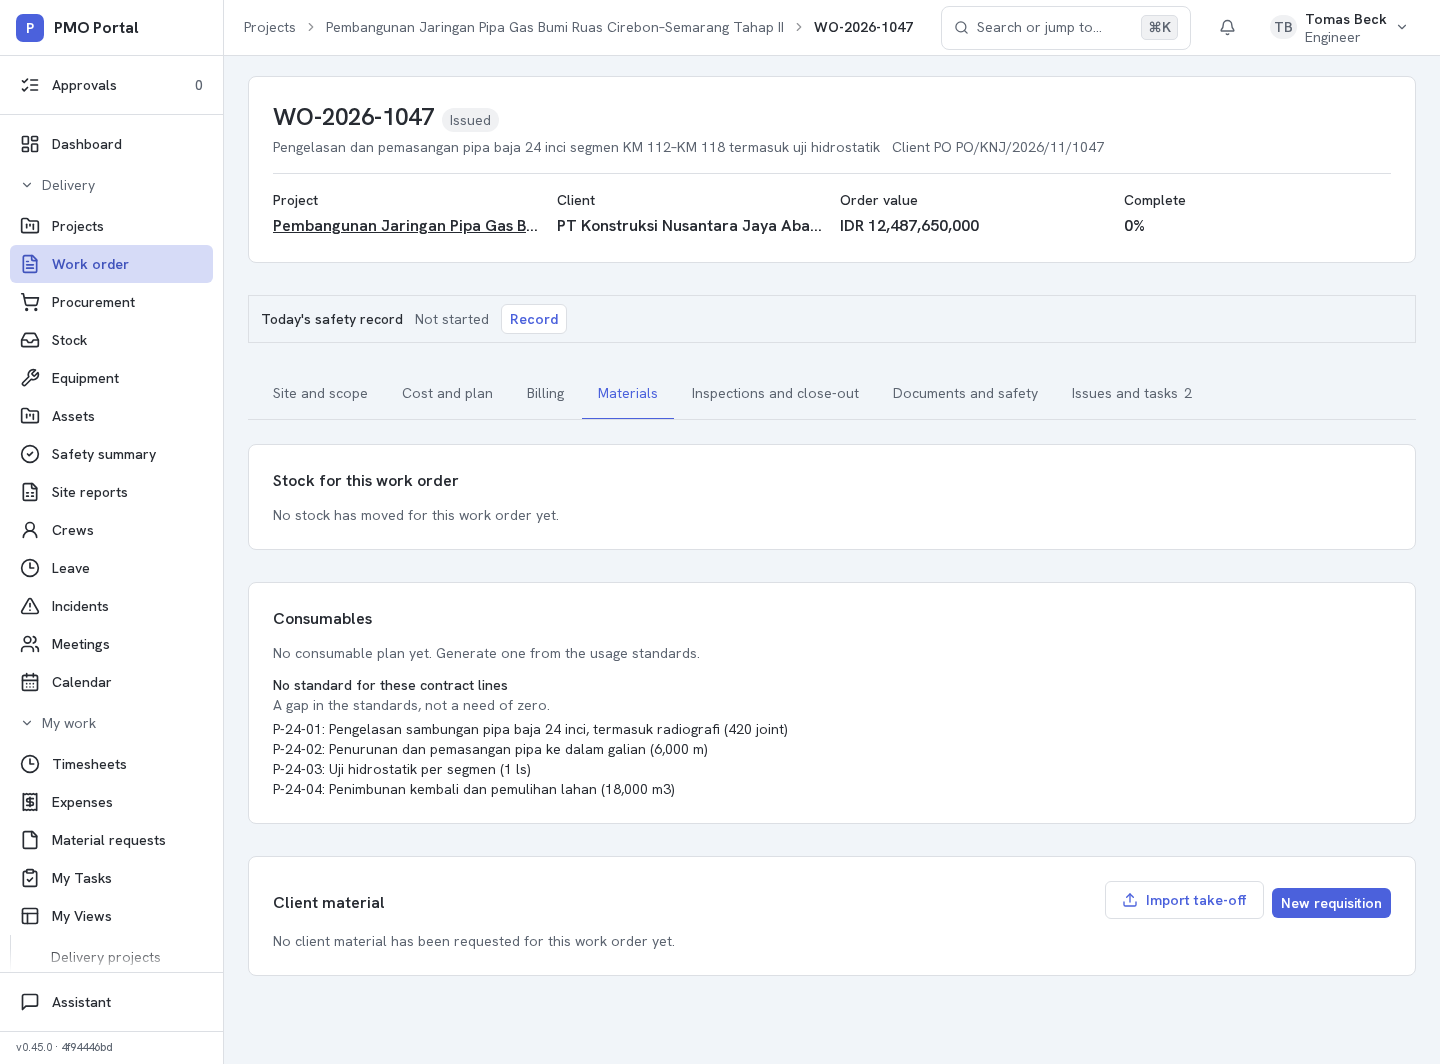 P PMO Portal
Projects > Pembangunan Jaringan Pipa Gas Bumi Ruas Cirebon–Semarang Tahap II > WO-2026-1047
Search or jump to... ⌘K
TB
Tomas Beck
Engineer
Approvals 0
Dashboard
Delivery
Projects
Work order
Procurement
Stock
Equipment
Assets
Safety summary
Site reports
Crews
Leave
Incidents
Meetings
Calendar
My work
Timesheets
Expenses
Material requests
My Tasks
My Views
Delivery projects
Assistant
v0.45.0 · 4f94446bd
WO-2026-1047 Issued
Pengelasan dan pemasangan pipa baja 24 inci segmen KM 112–KM 118 termasuk uji hidrostatik Client PO PO/KNJ/2026/11/1047
Project Client Order value Complete
Pembangunan Jaringan Pipa Gas B... PT Konstruksi Nusantara Jaya Aba... IDR 12,487,650,000 0%
Today's safety record Not started Record
Site and scope Cost and plan Billing Materials Inspections and close-out Documents and safety Issues and tasks 2
Stock for this work order
No stock has moved for this work order yet.
Consumables
No consumable plan yet. Generate one from the usage standards.
No standard for these contract lines
A gap in the standards, not a need of zero.
P-24-01: Pengelasan sambungan pipa baja 24 inci, termasuk radiografi (420 joint)
P-24-02: Penurunan dan pemasangan pipa ke dalam galian (6,000 m)
P-24-03: Uji hidrostatik per segmen (1 ls)
P-24-04: Penimbunan kembali dan pemulihan lahan (18,000 m3)
Client material Import take-off New requisition
No client material has been requested for this work order yet.